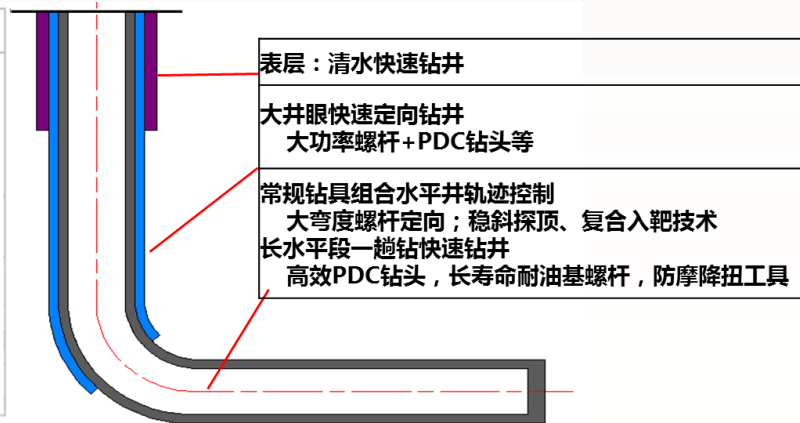 表层：清水快速钻井
大井眼快速定向钻井
大功率螺杆+PDC钻头等
常规钻具组合水平井轨迹控制
大弯度螺杆定向；稳斜探顶、复合入靶技术
长水平段一趟钻快速钻井
高效PDC钻头，长寿命耐油基螺杆，防摩降扭工具